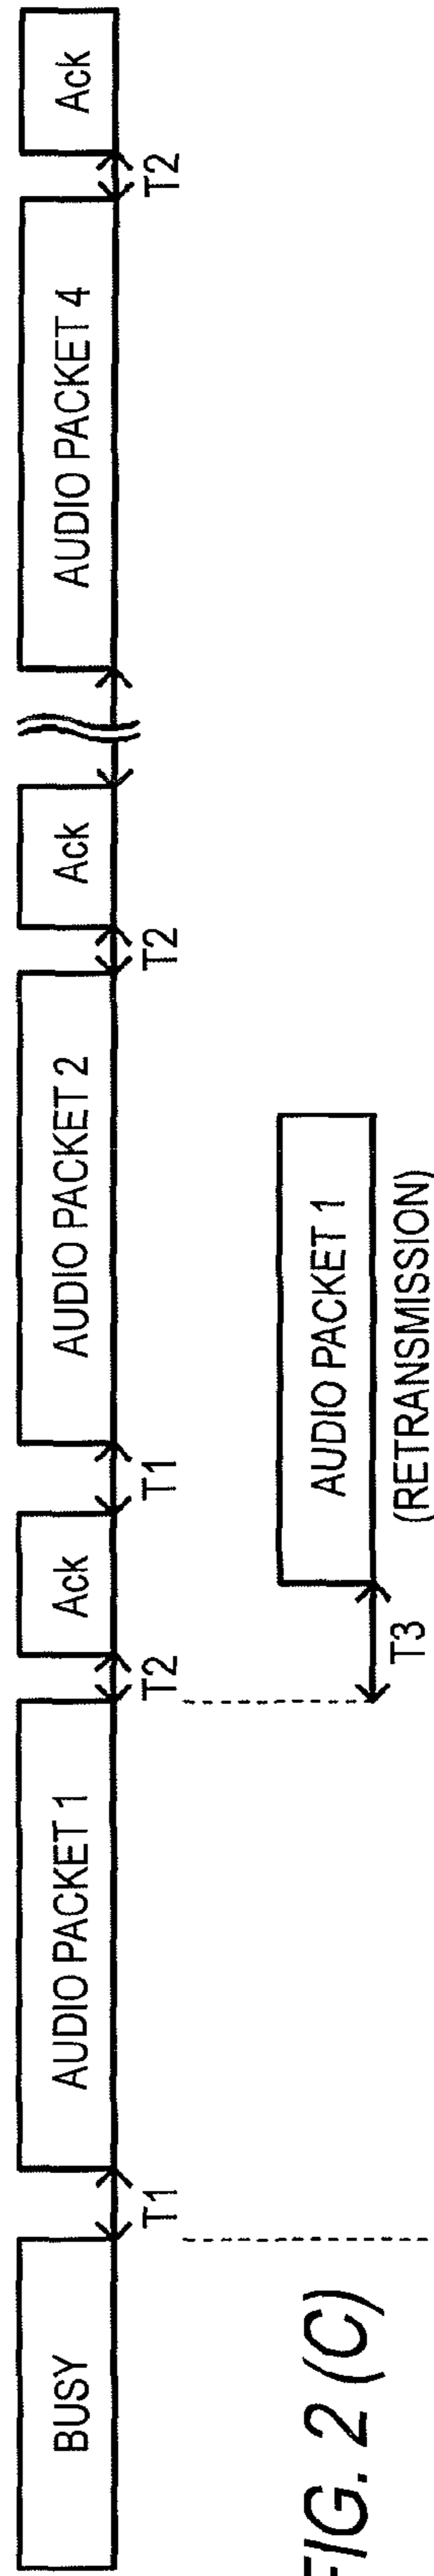 BUSY
T1
AUDIO PACKET 1
T2
Ack
T1
AUDIO PACKET 2
T2
Ack
AUDIO PACKET 4
T2
Ack
T3
AUDIO PACKET 1
(RETRANSMISSION)
FIG. 2 (C)